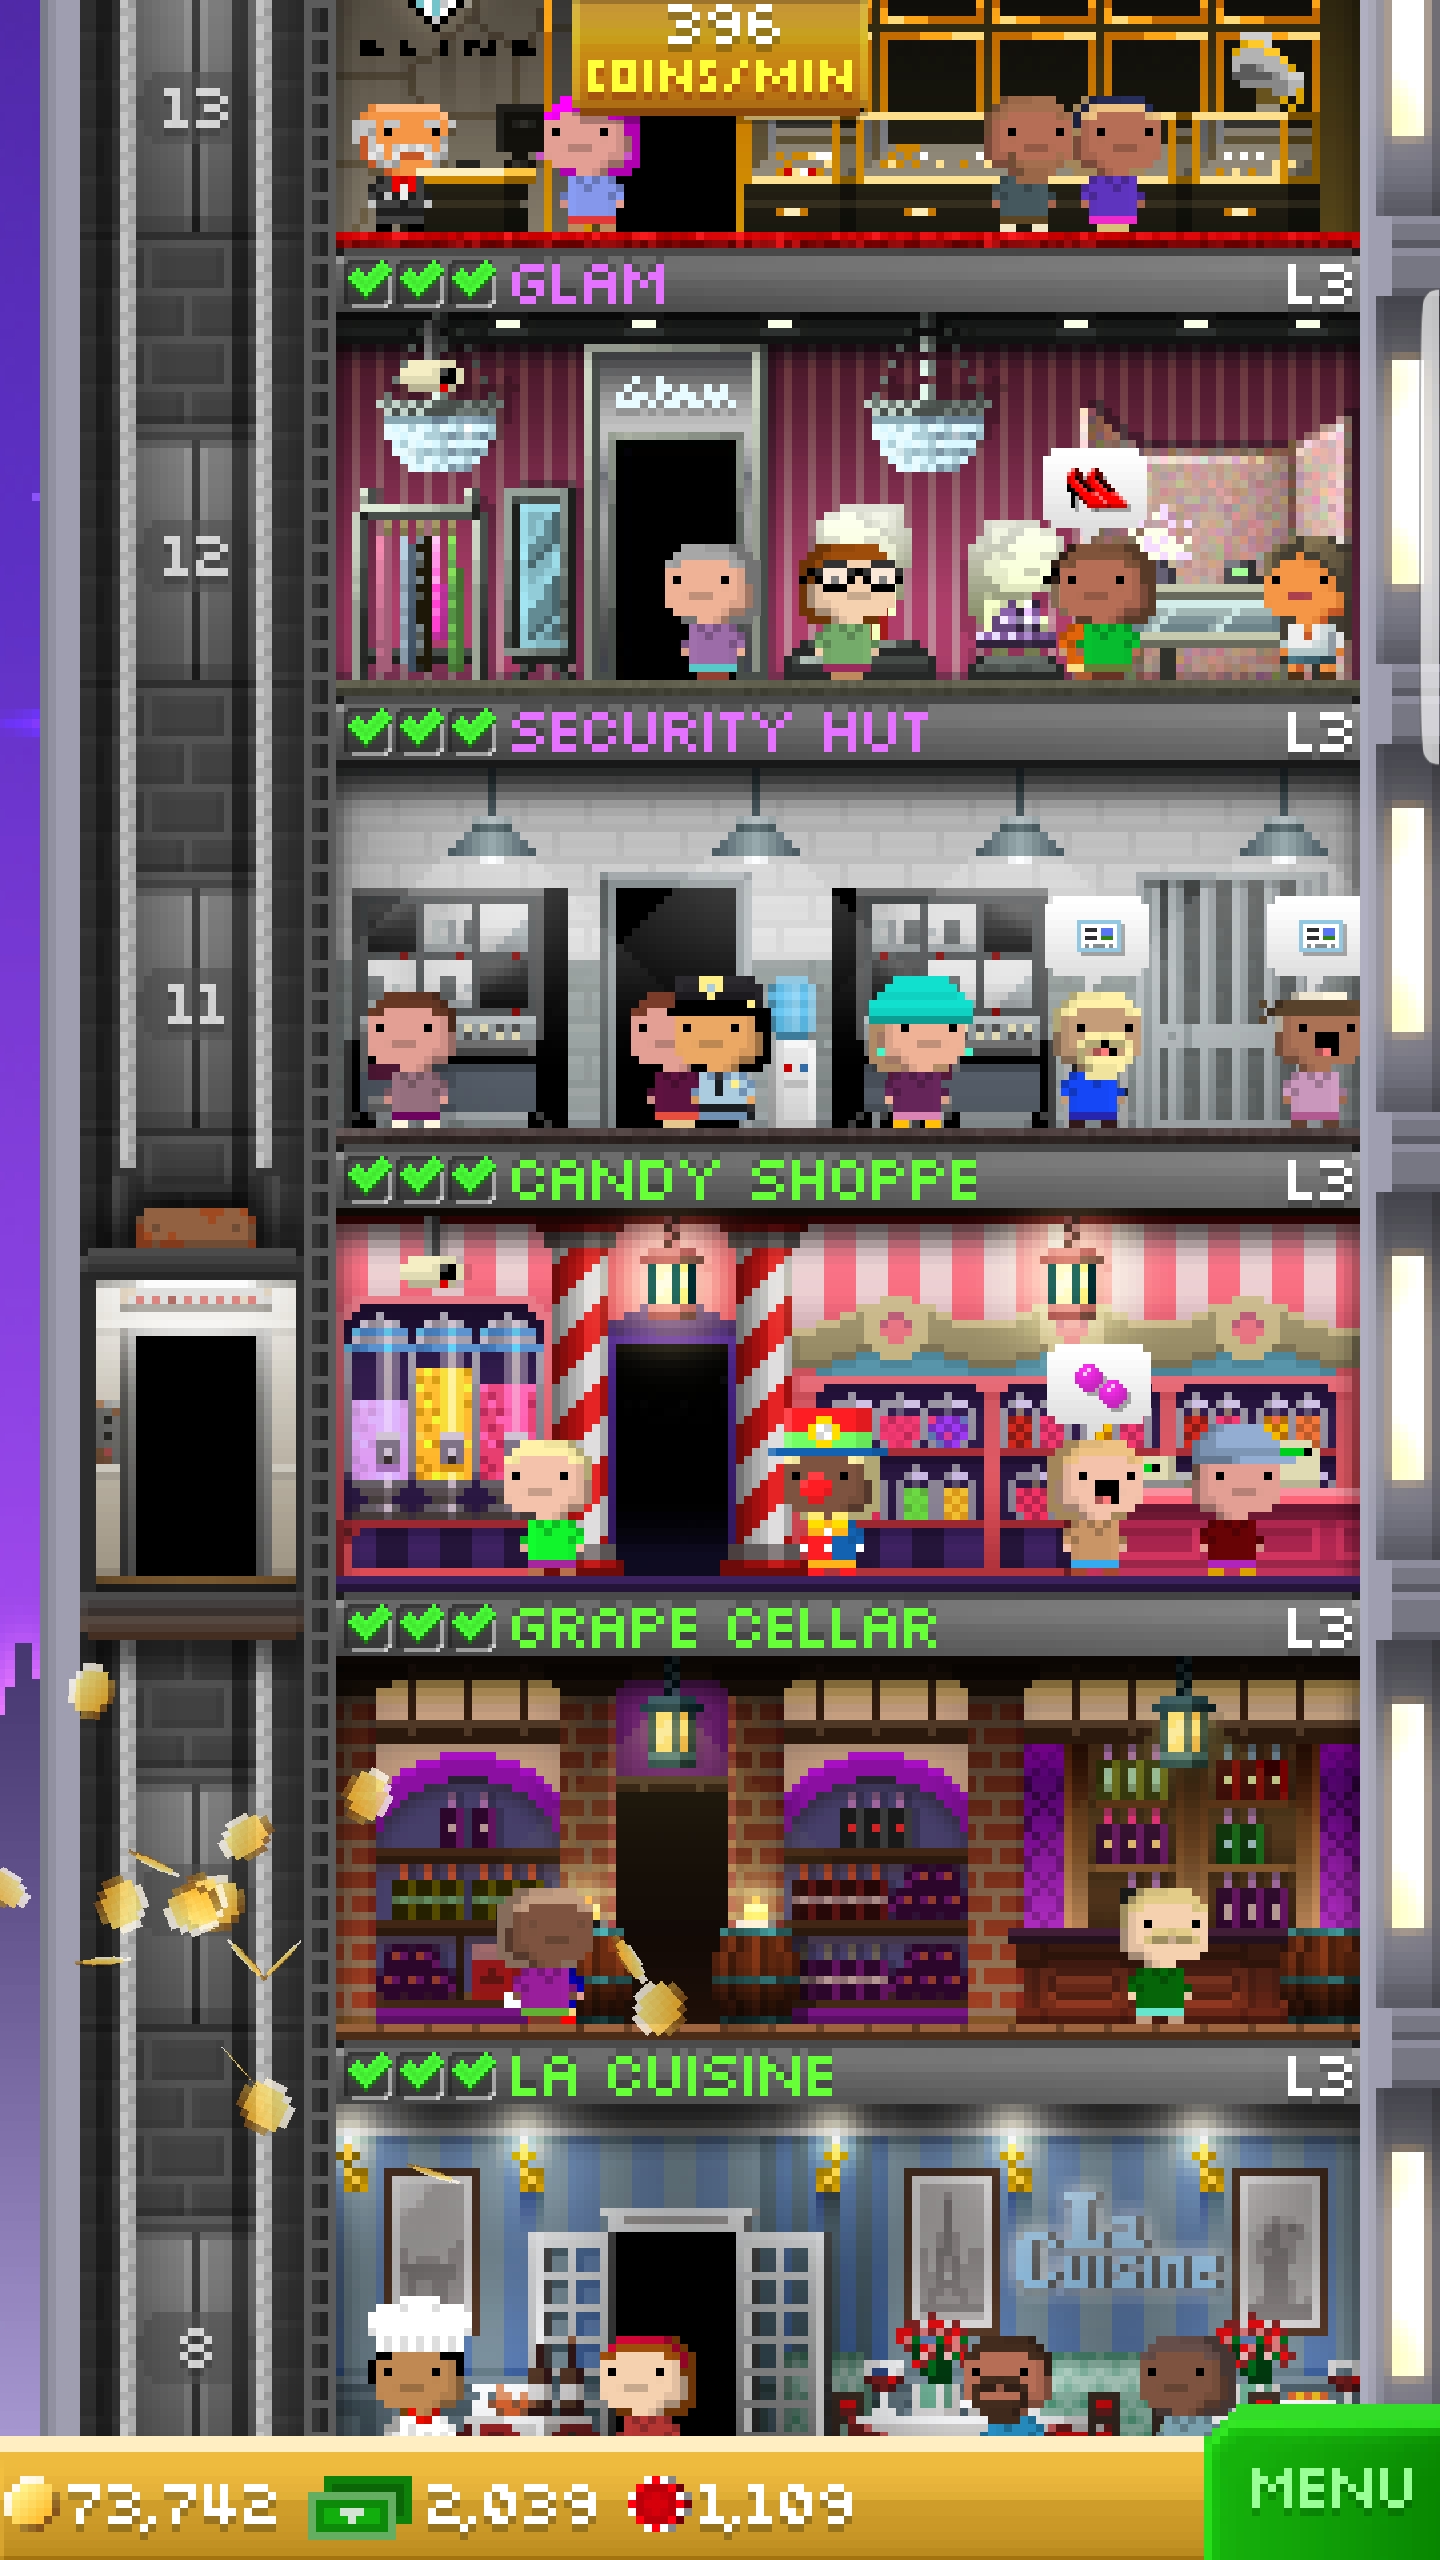 396
COINS/MIN
BLING
13
GLAM L3
Glam
12
SECURITY HUT L3
11
CANDY SHOPPE L3
GRAPE CELLAR L3
LA CUISINE L3
La
Cuisine
8
73,742 2,039 1,109
MENU